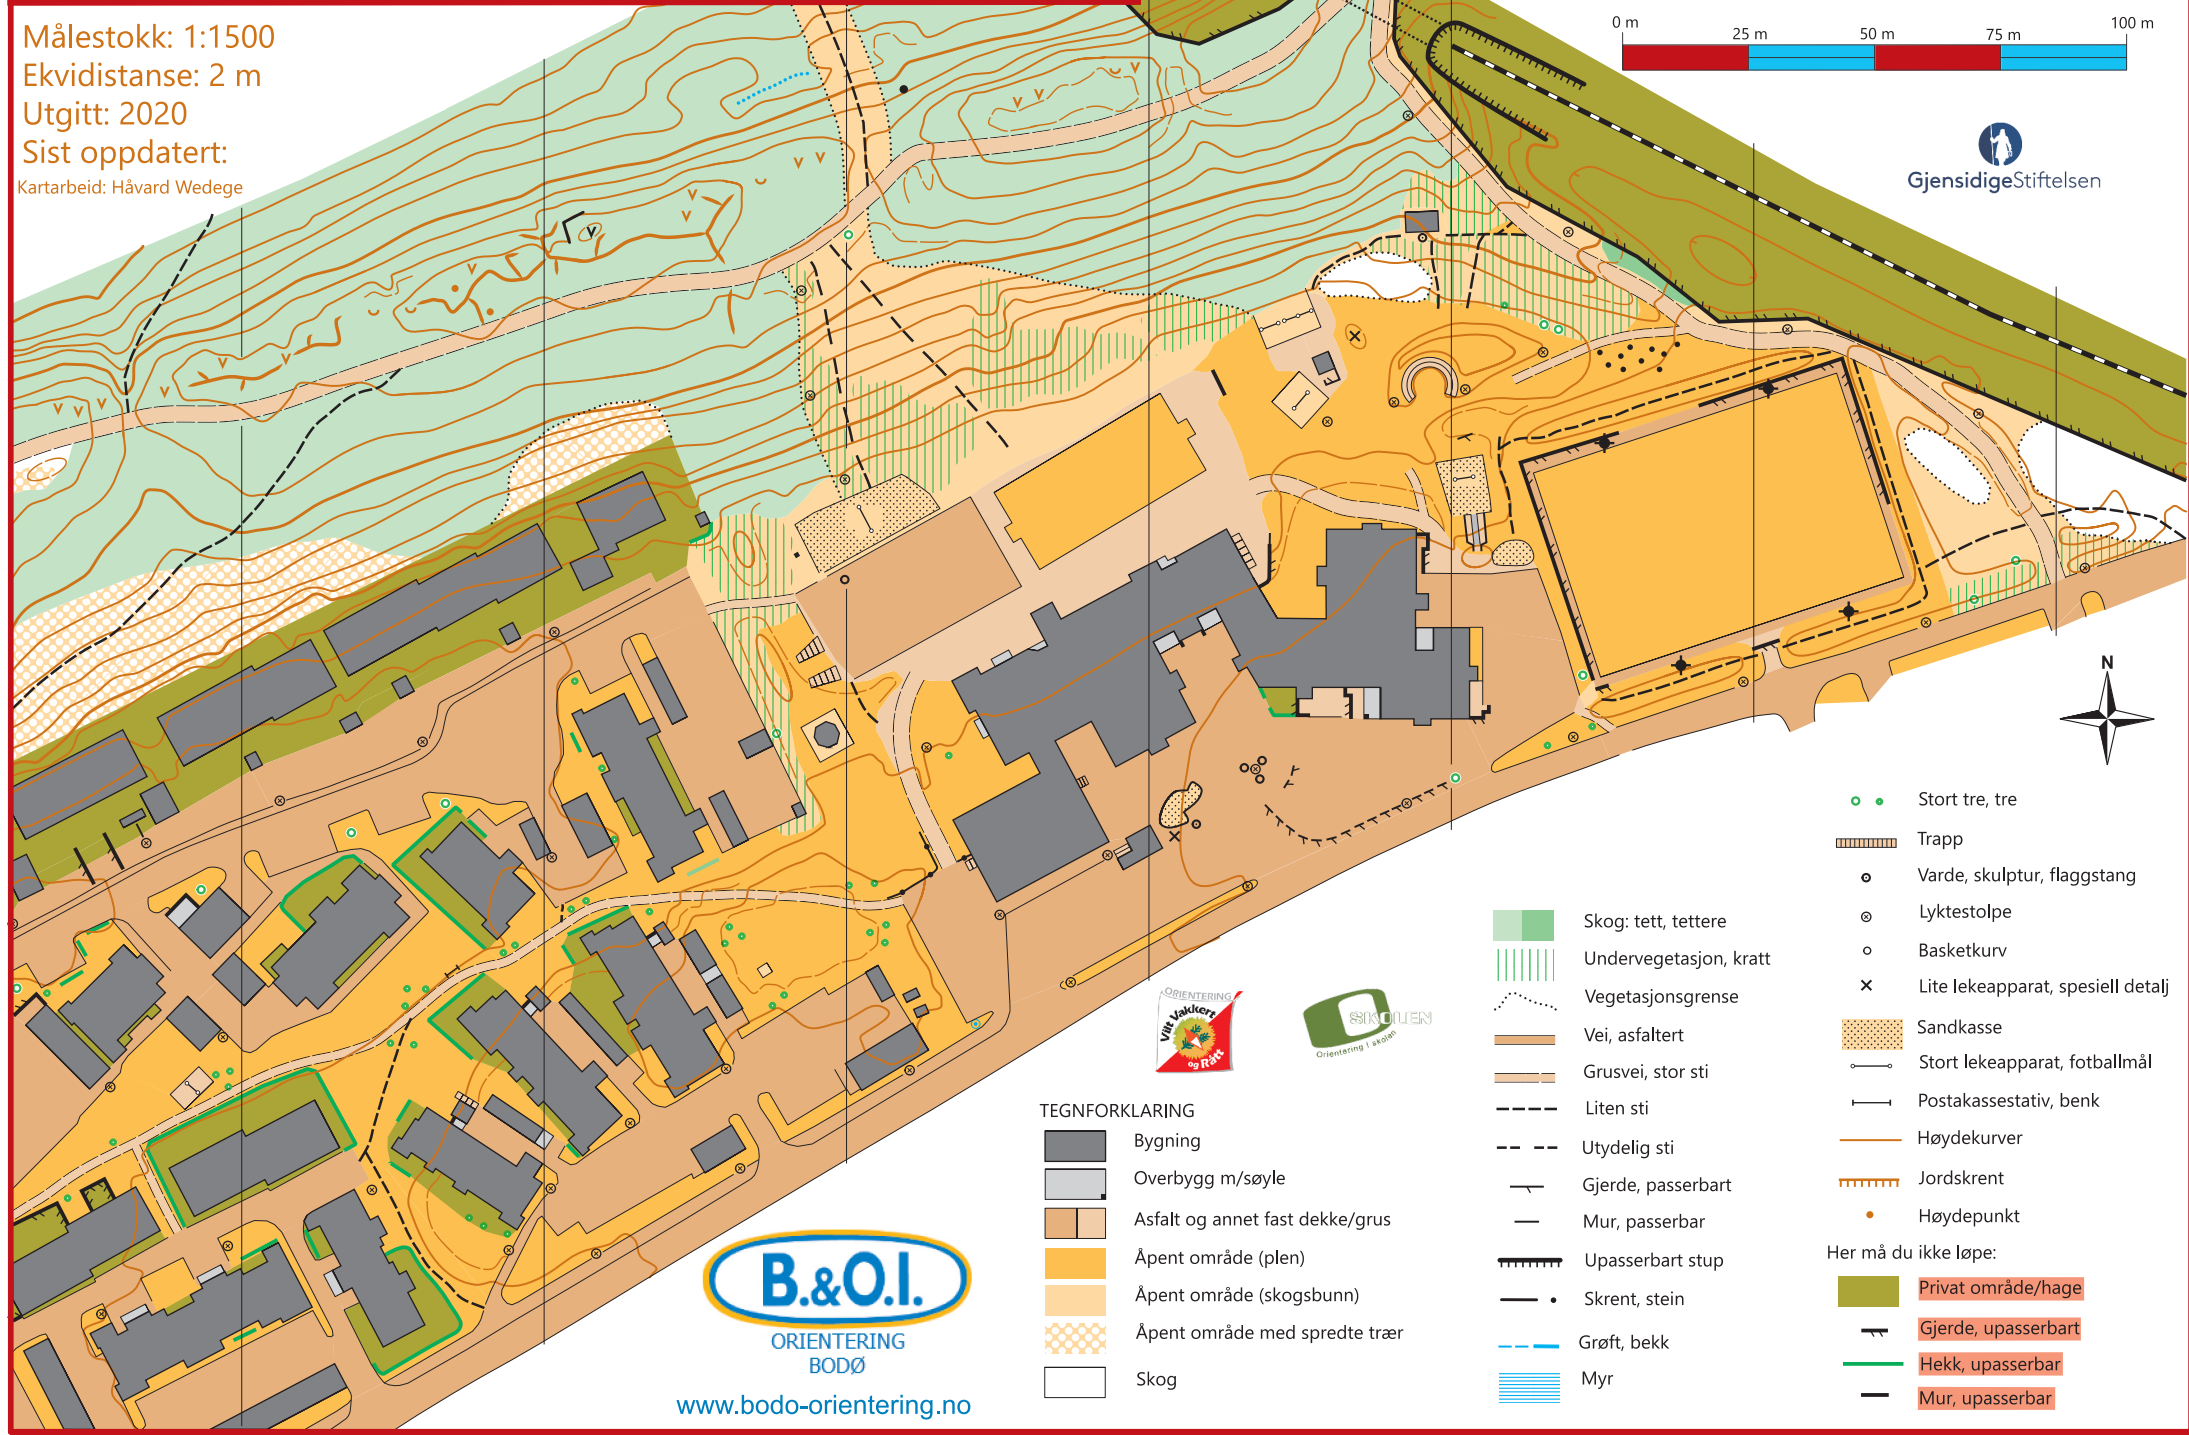 Målestokk: 1:1500
Ekvidistanse: 2 m
Utgitt: 2020
Sist oppdatert:
Kartarbeid: Håvard Wedege
0 m
25 m
50 m
75 m
100 m
GjensidigeStiftelsen
N
ORIENTERING
Vilt Vakkert
og Rått
SKOLEN
Orientering i skolen
TEGNFORKLARING
Bygning
Overbygg m/søyle
Asfalt og annet fast dekke/grus
Åpent område (plen)
Åpent område (skogsbunn)
Åpent område med spredte trær
Skog
Skog: tett, tettere
Undervegetasjon, kratt
Vegetasjonsgrense
Vei, asfaltert
Grusvei, stor sti
Liten sti
Utydelig sti
Gjerde, passerbart
Mur, passerbar
Upasserbart stup
Skrent, stein
Grøft, bekk
Myr
Stort tre, tre
Trapp
Varde, skulptur, flaggstang
Lyktestolpe
Basketkurv
Lite lekeapparat, spesiell detalj
Sandkasse
Stort lekeapparat, fotballmål
Postakassestativ, benk
Høydekurver
Jordskrent
Høydepunkt
Her må du ikke løpe:
Privat område/hage
Gjerde, upasserbart
Hekk, upasserbar
Mur, upasserbar
B.&O.I.
ORIENTERING
BODØ
www.bodo-orientering.no